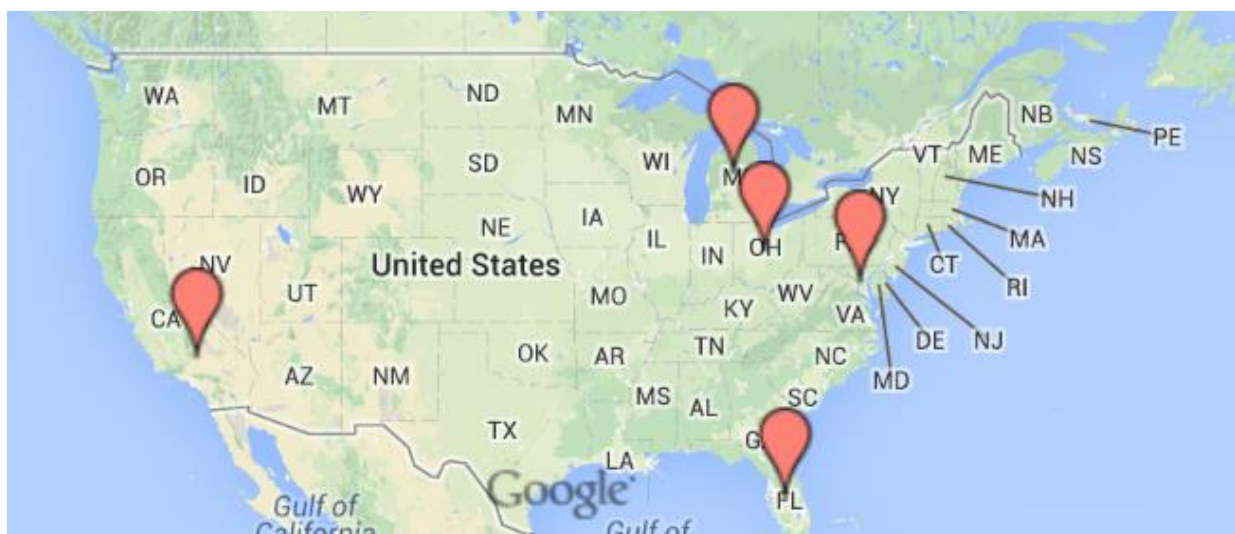 WA
MT
ND
MN
NB
PE
OR
ID
SD
WI
VT
ME
NS
WY
M
NY
NH
NE
IA
IL
IN
OH
MA
NV
United States
CT
RI
UT
MO
KY
WV
VA
DE
NJ
CA
OK
AR
TN
NC
MD
AZ
NM
MS
AL
SC
TX
LA
Google
FL
Gulf of
California
Gulf of